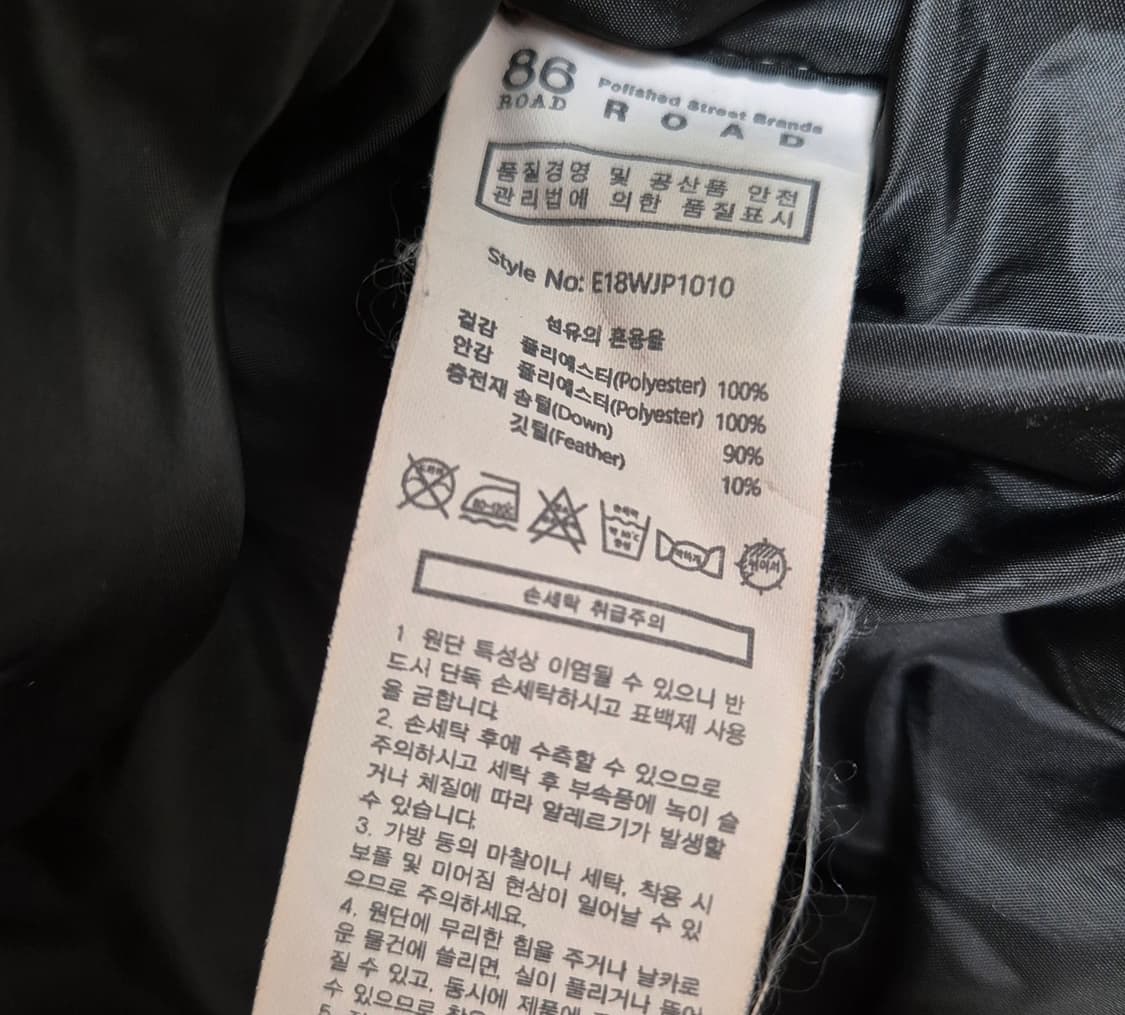 86
ROAD
Polished Street Brands
ROAD
품질경영 및 공산품 안전
관리법에 의한 품질표시
Style No: E18WJP1010
섬유의 혼용율
겉감 폴리에스터(Polyester) 100%
안감 폴리에스터(Polyester) 100%
충전재 솜털(Down) 90%
깃털(Feather) 10%
손세탁 취급주의
1 원단 특성상 이염될 수 있으니 반
드시 단독 손세탁하시고 표백제 사용
을 금합니다.
2. 손세탁 후에 수축할 수 있으므로
주의하시고 세탁 후 부속품에 녹이 슬
거나 체질에 따라 알레르기가 발생할
수 있습니다.
3. 가방 등의 마찰이나 세탁, 착용 시
보풀 및 미어짐 현상이 일어날 수 있
으므로 주의하세요.
4. 원단에 무리한 힘을 주거나 날카로
운 물건에 쓸리면, 실이 풀리거나 뜯어
질 수 있고, 동시에 제품에
수 있으므로
5.